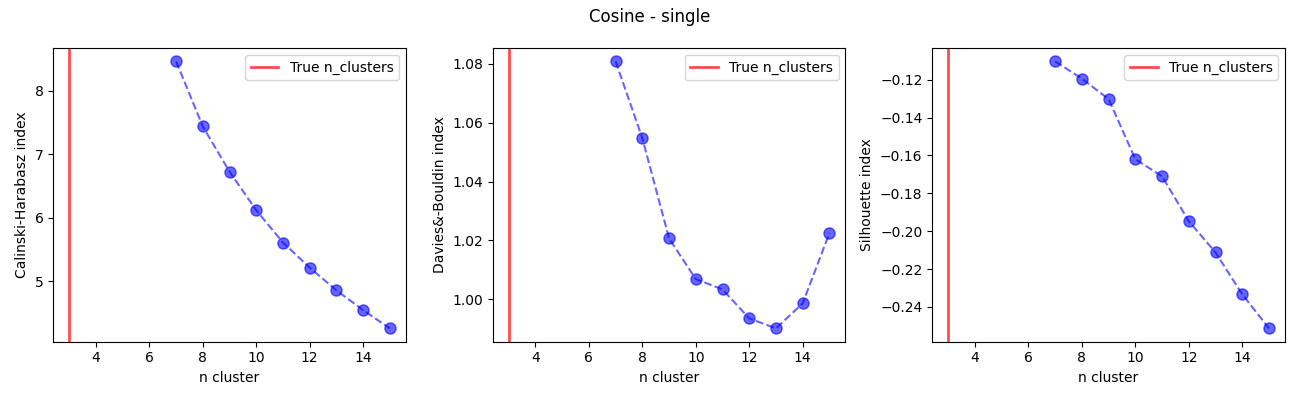 Cosine - single
Calinski-Harabasz index
8
7
6
5
True n_clusters
4 6 8 10 12 14
n cluster
Davies&-Bouldin index
1.08
1.06
1.04
1.02
1.00
True n_clusters
4 6 8 10 12 14
n cluster
Silhouette index
−0.12
−0.14
−0.16
−0.18
−0.20
−0.22
−0.24
True n_clusters
4 6 8 10 12 14
n cluster